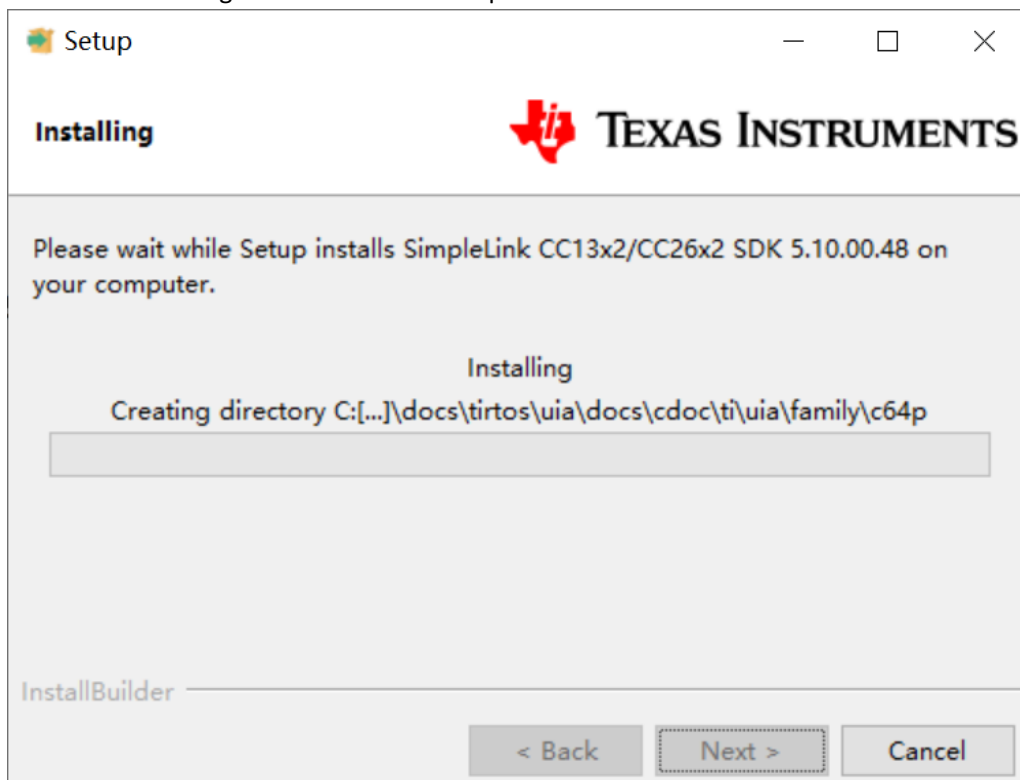 Setup
Installing
TEXAS INSTRUMENTS
Please wait while Setup installs SimpleLink CC13x2/CC26x2 SDK 5.10.00.48 on
your computer.
Installing
Creating directory C:[...]\docs\tirtos\uia\docs\cdoc\ti\uia\family\c64p
InstallBuilder
< Back
Next >
Cancel